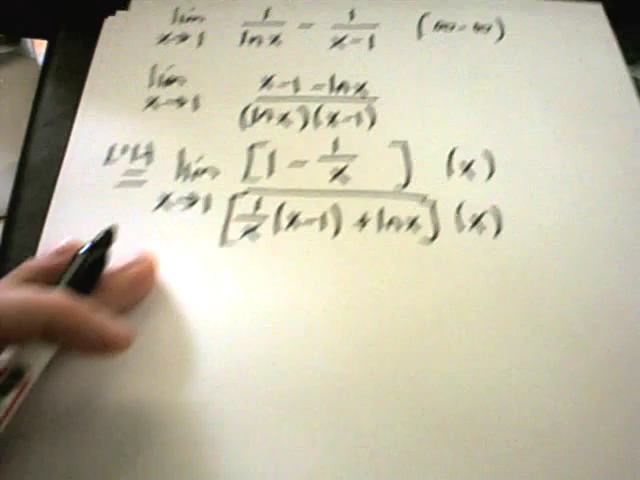 lim x→1 1/ln x - 1/x-1 (∞-∞)
lim x→1 x-1-ln x/(ln x)(x-1)
L'H = lim x→1 [1 - 1/x ] (x)/[1/x (x-1) + ln x] (x)